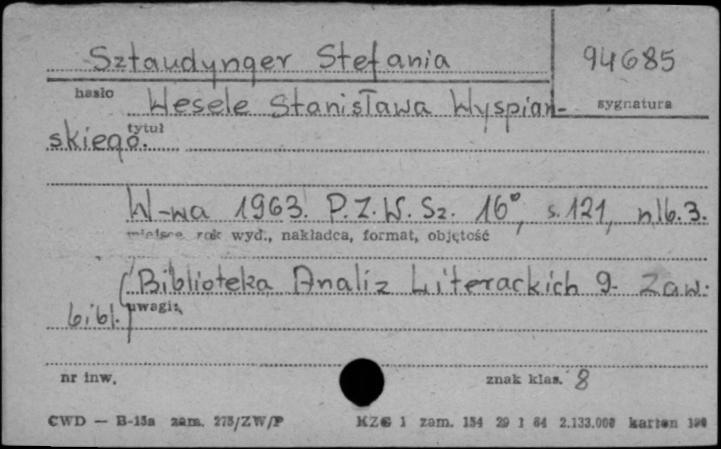 Sztaudynger Stefania 94685
hasło sygnatura
Wesele Stanisława Wyspiań-
tytuł
skiego.
W-wa 1963. P.Z.W.Sz. 16°, s. 121, nlb. 3.
miejsce, rok wyd., nakładca, format, objętość
(Biblioteka Analiz Literackich 9. Zaw.
uwagi:
bibl.)
nr inw. znak klas. 8
CWD — B-15a zam. 275/ZW/P KZG 1 zam. 154 29 1 64 2.133.000 karton